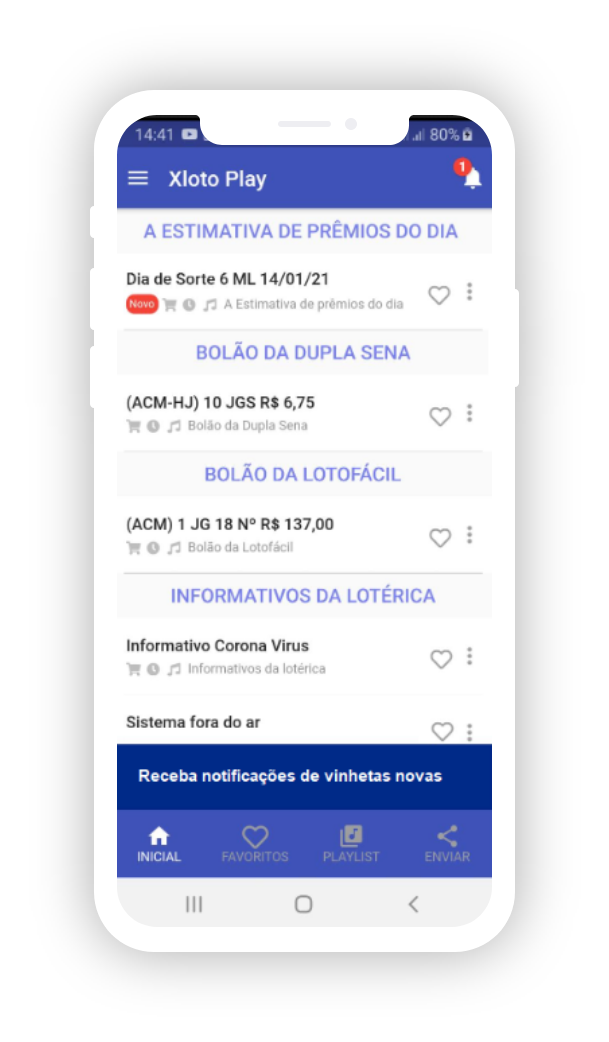 14:41 80%
Xloto Play 1
A ESTIMATIVA DE PRÊMIOS DO DIA
Dia de Sorte 6 ML 14/01/21
Novo A Estimativa de prêmios do dia
BOLÃO DA DUPLA SENA
(ACM-HJ) 10 JGS R$ 6,75
Bolão da Dupla Sena
BOLÃO DA LOTOFÁCIL
(ACM) 1 JG 18 Nº R$ 137,00
Bolão da Lotofácil
INFORMATIVOS DA LOTÉRICA
Informativo Corona Virus
Informativos da lotérica
Sistema fora do ar
Receba notificações de vinhetas novas
INICIAL FAVORITOS PLAYLIST ENVIAR